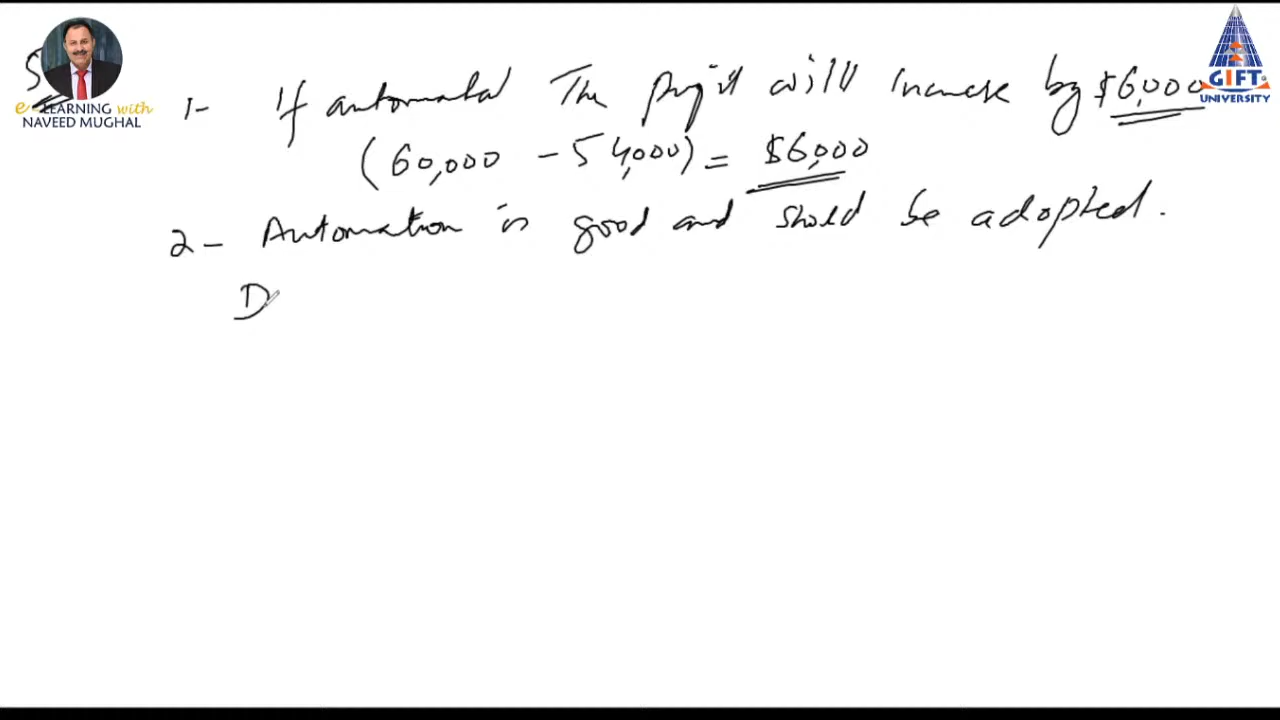 S
e-LEARNING with
NAVEED MUGHAL
GIFT
UNIVERSITY
1- If automated The profit will Increase by $6,000
(60,000 - 54,000) = $6,000
2- Automation is good and should be adopted.
D